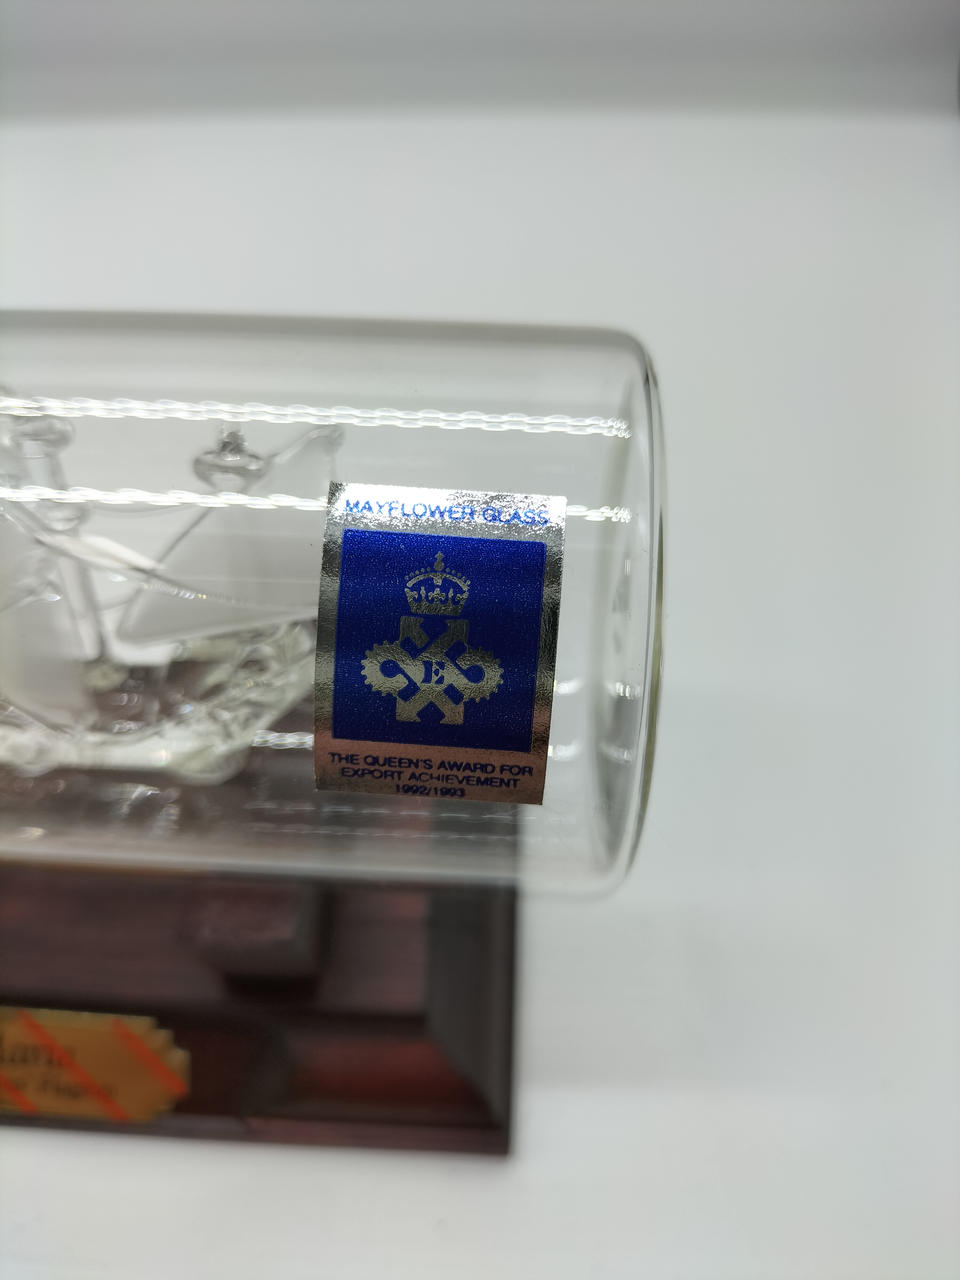 MAYFLOWER GLASS
E
THE QUEEN'S AWARD FOR
EXPORT ACHIEVEMENT
1992/1993